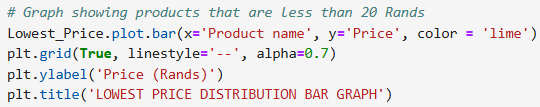 # Graph showing products that are less than 20 Rands
Lowest_Price.plot.bar(x='Product name', y='Price', color = 'lime')
plt.grid(True, linestyle='--', alpha=0.7)
plt.ylabel('Price (Rands)')
plt.title('LOWEST PRICE DISTRIBUTION BAR GRAPH')